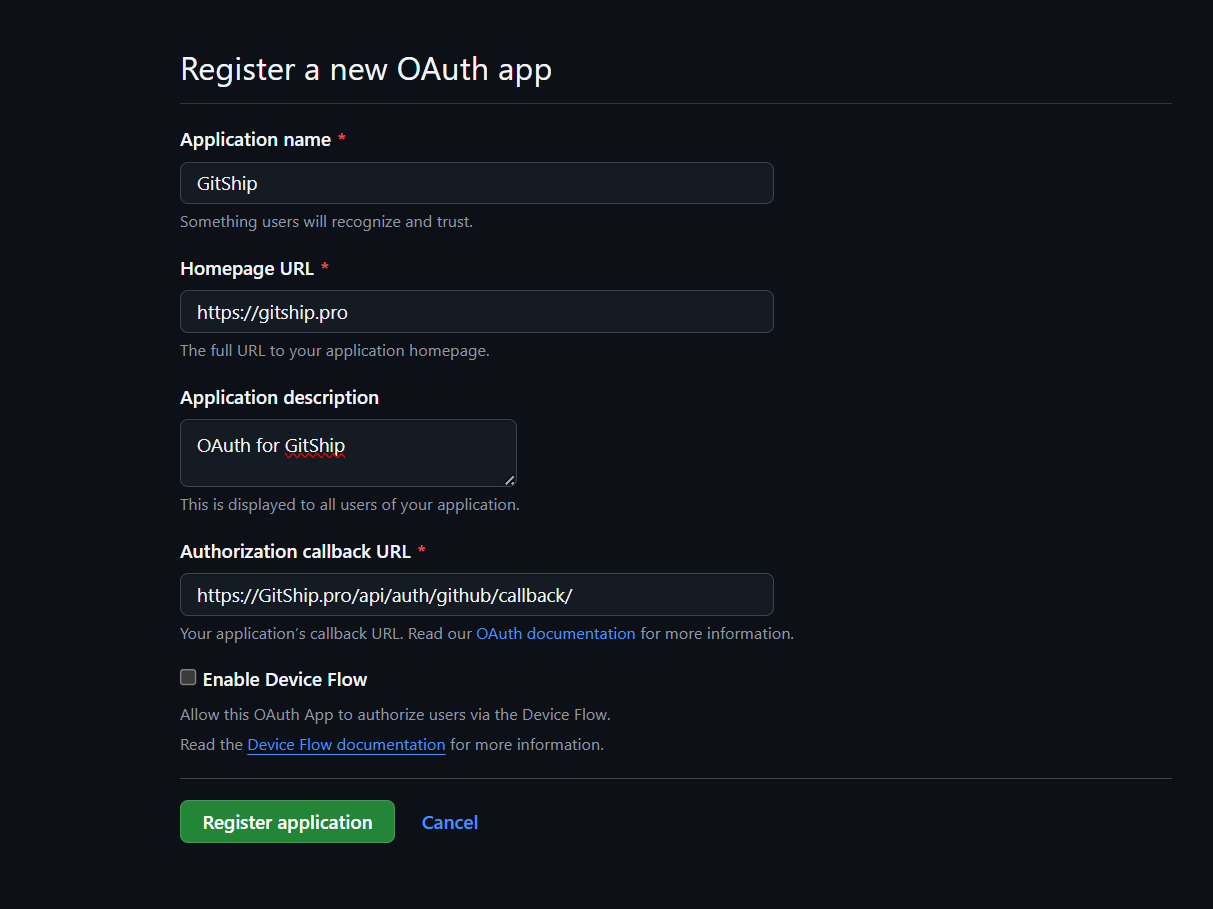 Register a new OAuth app
Application name *
GitShip
Something users will recognize and trust.
Homepage URL *
https://gitship.pro
The full URL to your application homepage.
Application description
OAuth for GitShip
This is displayed to all users of your application.
Authorization callback URL *
https://GitShip.pro/api/auth/github/callback/
Your application’s callback URL. Read our OAuth documentation for more information.
Enable Device Flow
Allow this OAuth App to authorize users via the Device Flow.
Read the Device Flow documentation for more information.
Register application Cancel